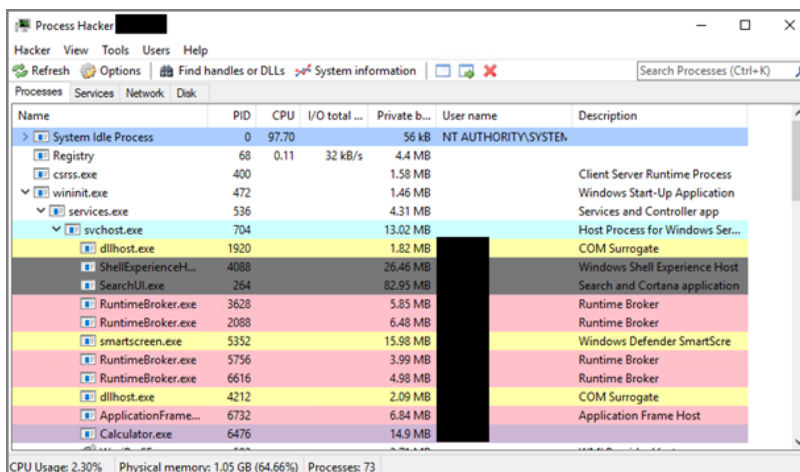 Process Hacker
Hacker View Tools Users Help
Refresh Options Find handles or DLLs System information Search Processes (Ctrl+K)
Processes Services Network Disk
Name PID CPU I/O total ... Private b... User name Description
System Idle Process 0 97.70 56 kB NT AUTHORITY\SYSTEM
Registry 68 0.11 32 kB/s 4.4 MB
csrss.exe 400 1.58 MB Client Server Runtime Process
wininit.exe 472 1.46 MB Windows Start-Up Application
services.exe 536 4.31 MB Services and Controller app
svchost.exe 704 13.02 MB Host Process for Windows Ser...
dllhost.exe 1920 1.82 MB COM Surrogate
ShellExperienceH... 4088 26.46 MB Windows Shell Experience Host
SearchUI.exe 264 82.95 MB Search and Cortana application
RuntimeBroker.exe 3628 5.85 MB Runtime Broker
RuntimeBroker.exe 2088 6.48 MB Runtime Broker
smartscreen.exe 5352 15.98 MB Windows Defender SmartScre
RuntimeBroker.exe 5756 3.99 MB Runtime Broker
RuntimeBroker.exe 6616 4.98 MB Runtime Broker
dllhost.exe 4212 2.09 MB COM Surrogate
ApplicationFrame... 6732 6.84 MB Application Frame Host
Calculator.exe 6476 14.9 MB
CPU Usage: 2.30% Physical memory: 1.05 GB (64.66%) Processes: 73